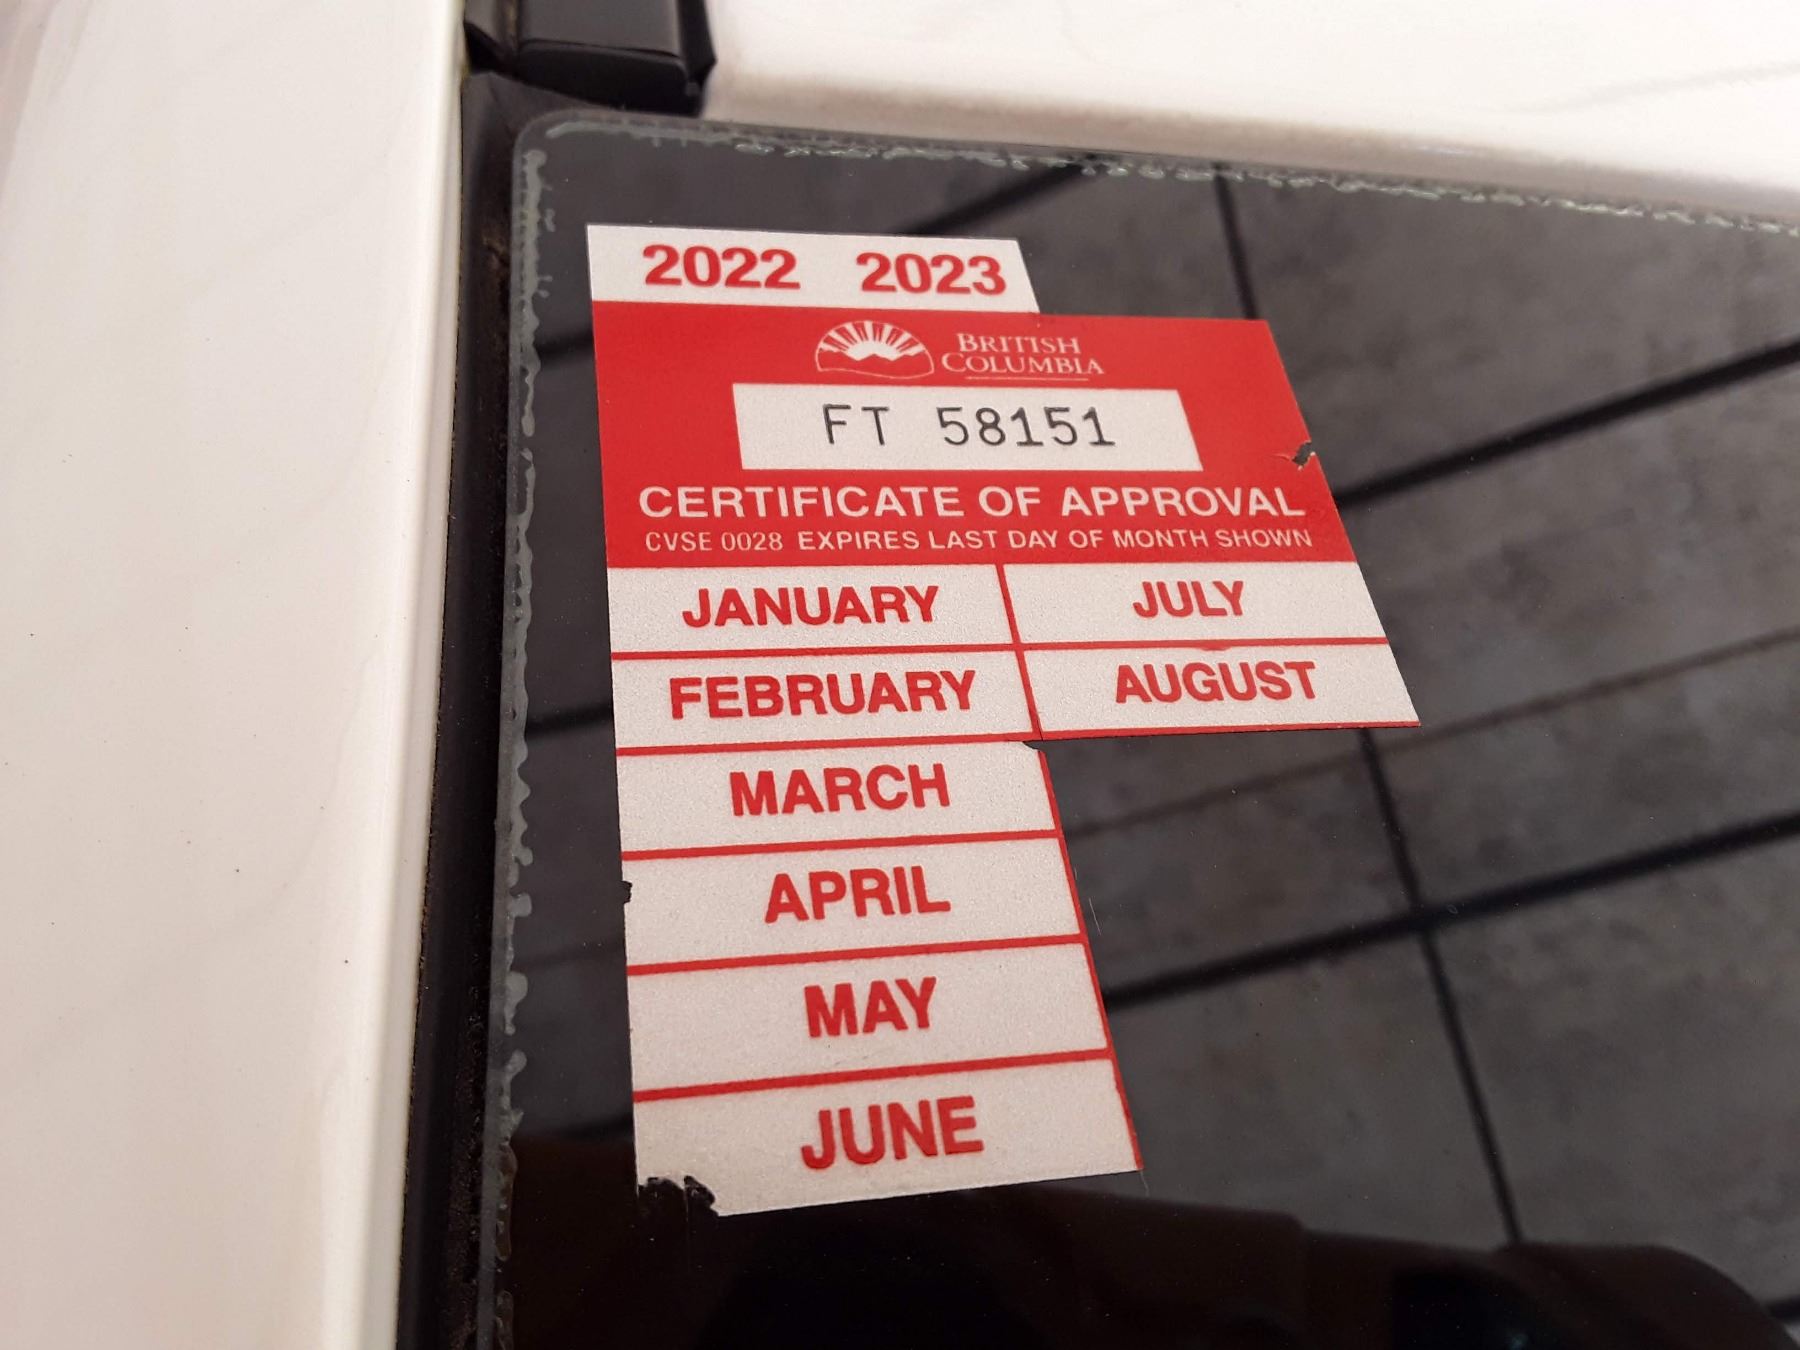 2022 2023
BRITISH
COLUMBIA
FT 58151
CERTIFICATE OF APPROVAL
CVSE 0028 EXPIRES LAST DAY OF MONTH SHOWN
JANUARY JULY
FEBRUARY AUGUST
MARCH
APRIL
MAY
JUNE